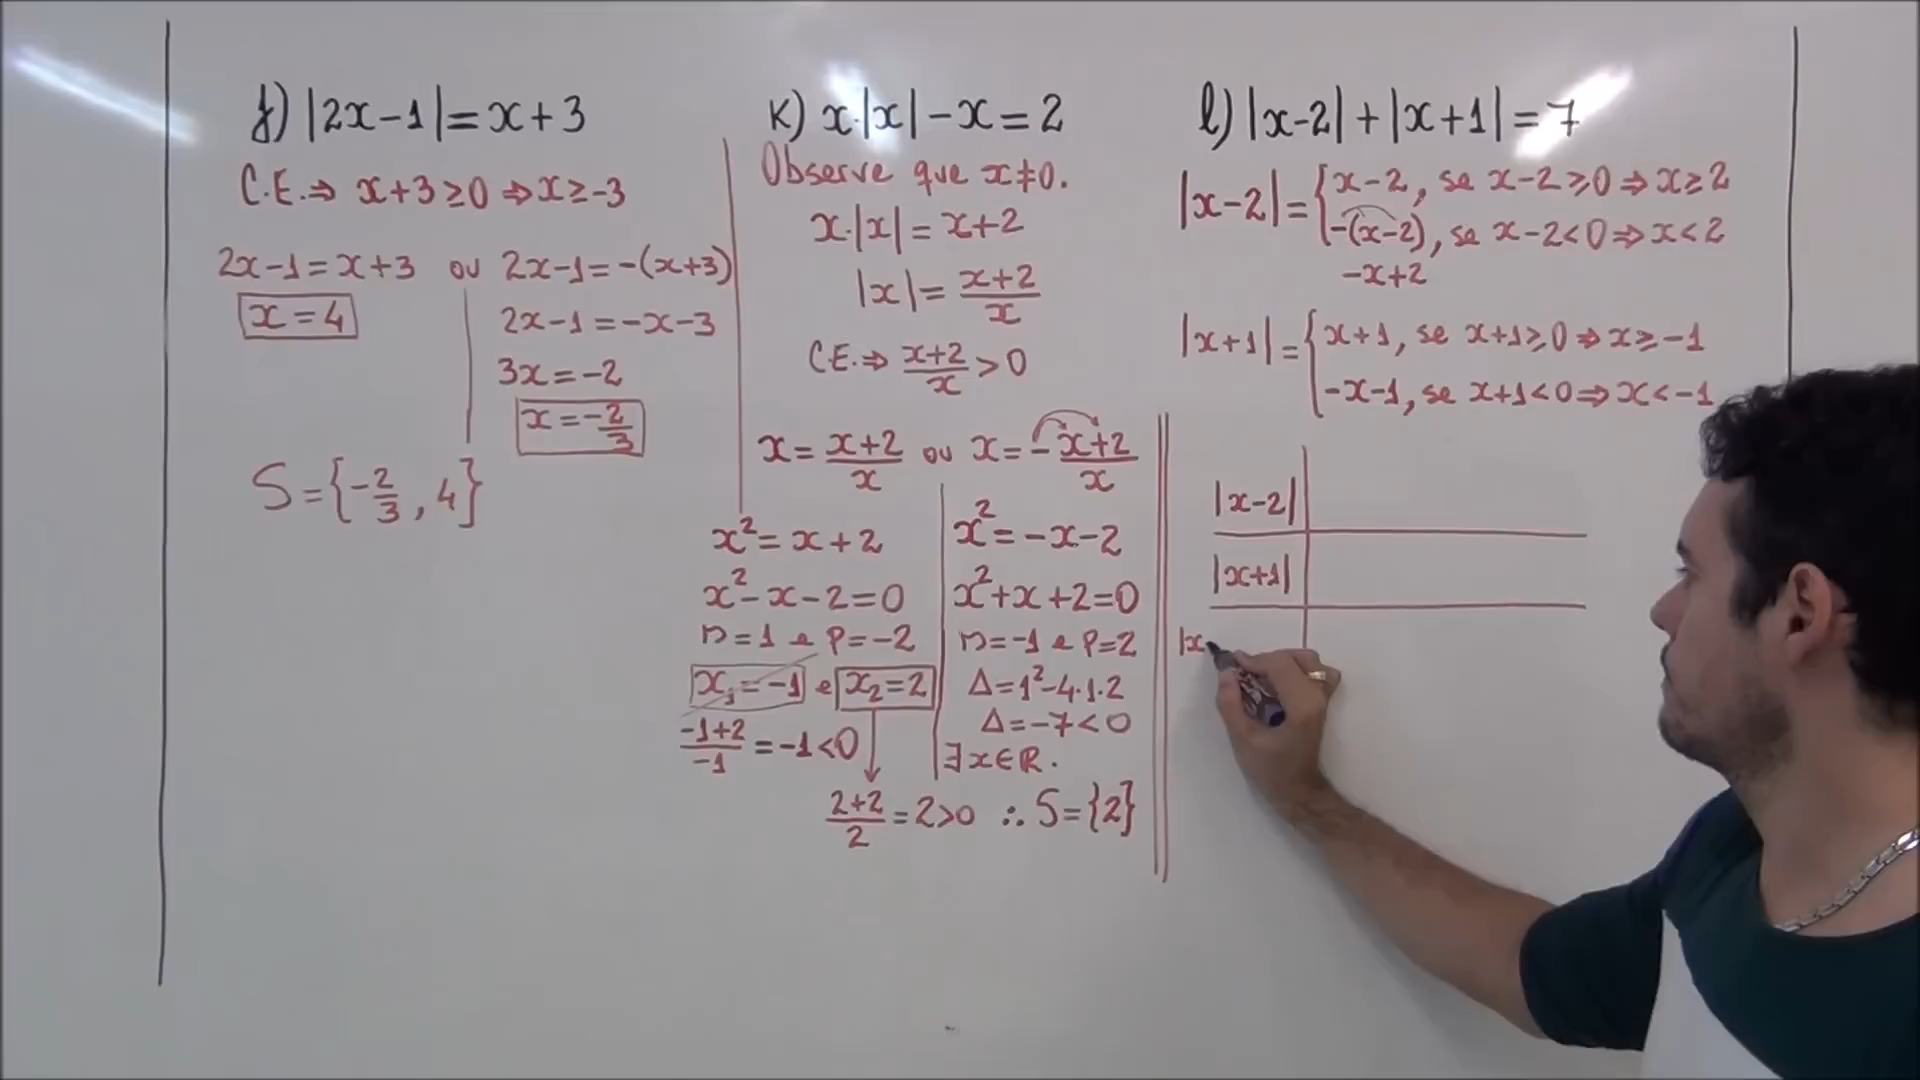 j) |2x-1|=x+3
C.E.⇒ x+3≥0⇒x≥-3
2x-1=x+3 ou 2x-1=-(x+3)
x=4
2x-1=-x-3
3x=-2
x=-2/3
S={-2/3, 4}
K) x·|x|-x=2
Observe que x≠0.
x·|x|=x+2
|x|=x+2/x
C.E.⇒ x+2/x>0
x=x+2/x ou x=-x+2/x
x²=x+2
x²-x-2=0
s=1 e P=-2
x₁=-1 e x₂=2
-1+2/-1=-1<0
x²=-x-2
x²+x+2=0
s=-1 e P=2
Δ=1²-4·1·2
Δ=-7<0
∄x∈ℝ.
2+2/2=2>0 ∴ S={2}
l) |x-2|+|x+1|=7
|x-2|={x-2, se x-2≥0⇒x≥2
-(x-2), se x-2<0⇒x<2
-x+2
|x+1|={x+1, se x+1≥0⇒x≥-1
-x-1, se x+1<0⇒x<-1
|x-2|
|x+1|
|x